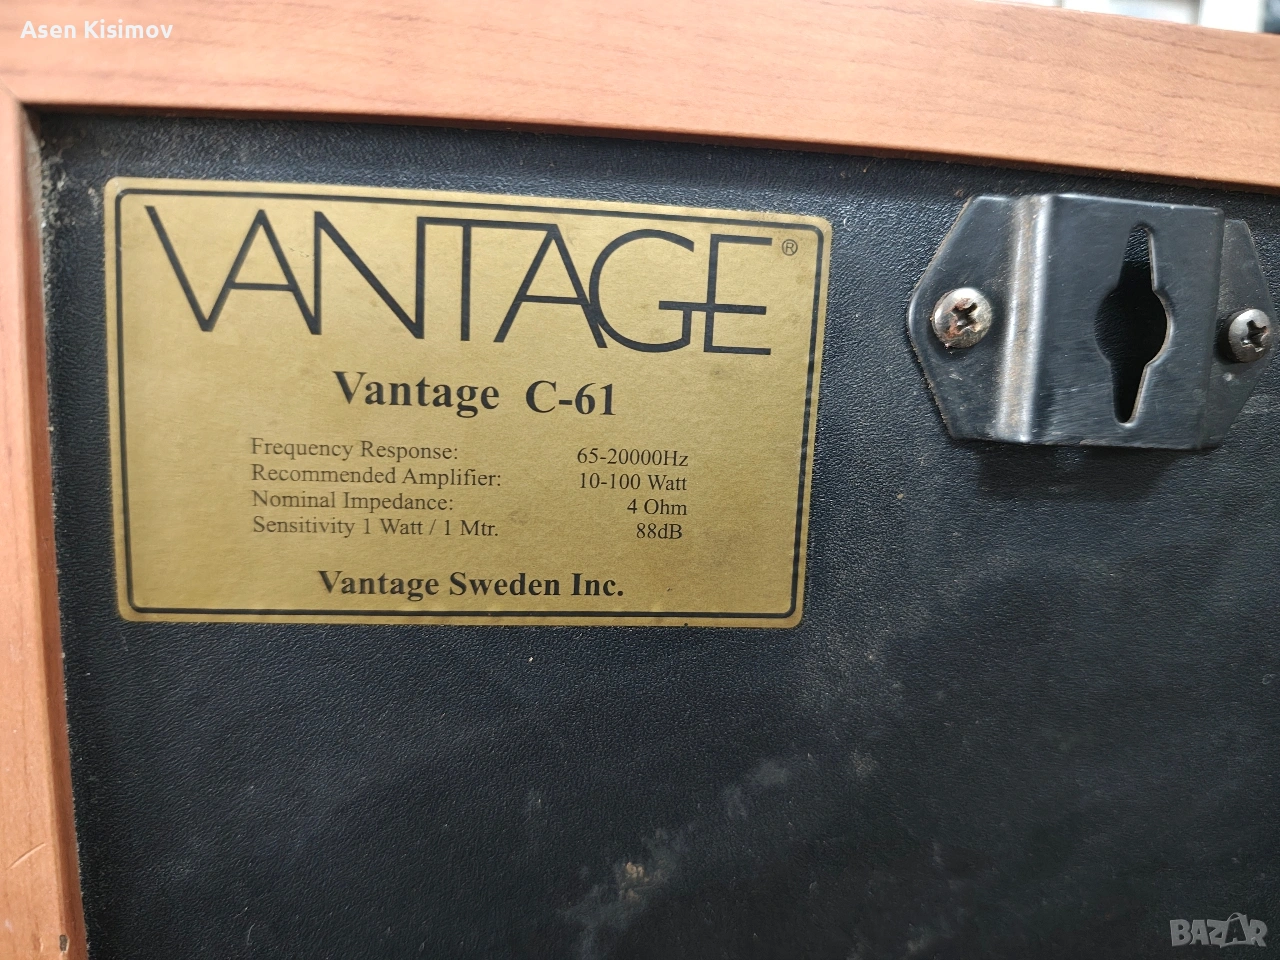 Asen Kisimov
VANTAGE®
Vantage C-61
Frequency Response: 65-20000Hz
Recommended Amplifier: 10-100 Watt
Nominal Impedance: 4 Ohm
Sensitivity 1 Watt / 1 Mtr. 88dB
Vantage Sweden Inc.
BAZAR